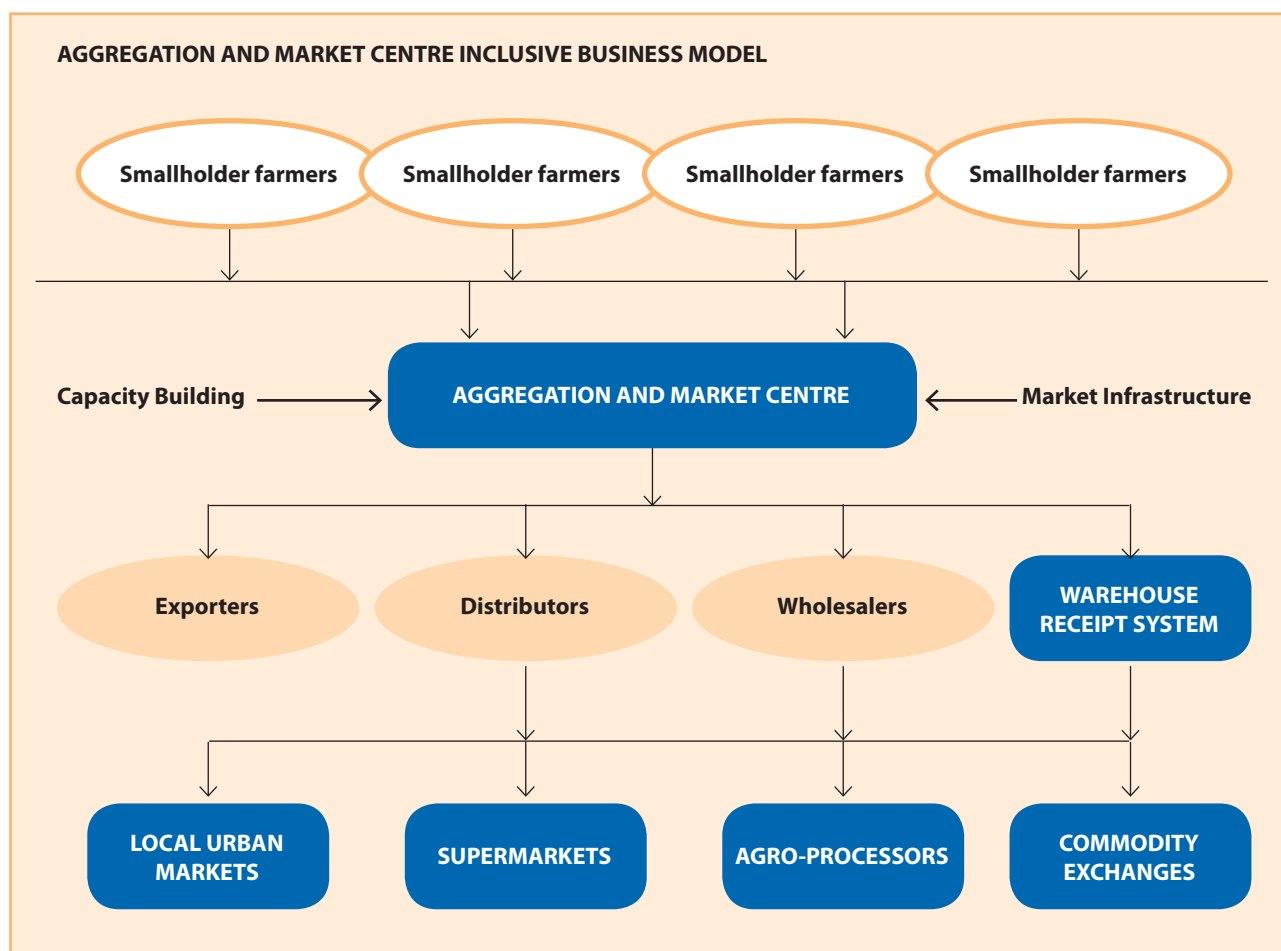 AGGREGATION AND MARKET CENTRE INCLUSIVE BUSINESS MODEL
Smallholder farmers
Smallholder farmers
Smallholder farmers
Smallholder farmers
Capacity Building
AGGREGATION AND MARKET CENTRE
Market Infrastructure
Exporters
Distributors
Wholesalers
WAREHOUSE
RECEIPT SYSTEM
LOCAL URBAN
MARKETS
SUPERMARKETS
AGRO-PROCESSORS
COMMODITY
EXCHANGES